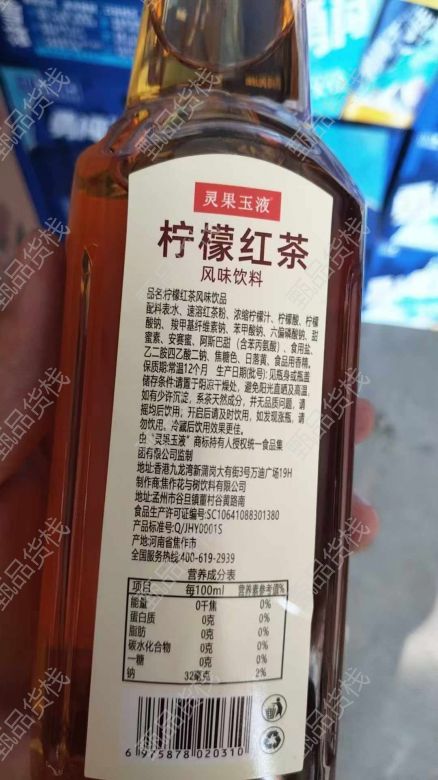 灵果玉液
柠檬红茶
风味饮料
品名:柠檬红茶风味饮品
配料表:水、速溶红茶粉、浓缩柠檬汁、柠檬酸、柠檬
酸钠、羧甲基纤维素钠、苯甲酸钠、六偏磷酸钠、甜
蜜素、安赛蜜、阿斯巴甜（含苯丙氨酸）、食用盐、
乙二胺四乙酸二钠、焦糖色、日落黄、食品用香精。
保质期:常温12个月 生产日期(批号): 见瓶身或瓶盖
储存条件:请置于阴凉干燥处，避免阳光直晒及高温，
如有少许沉淀，系茶天然成分，并无品质问题，请
摇均后饮用; 开启后请及时饮用，如发现涨瓶，请
勿饮用。冷藏后饮用效果更佳。
由“灵果玉液”商标持有人授权统一食品集
团有限公司监制
地址:香港九龙湾新蒲岗大有街3号万迪广场19H
制作商:焦作花与树饮料有限公司
地址:孟州市谷旦镇董村谷黄路南
食品生产许可证编号:SC10641088301380
产品标准号:Q/JHY0001S
产地:河南省焦作市
全国服务热线:400-619-2939
营养成分表
项目 每100ml 营养素参考值%
能量 0千焦 0%
蛋白质 0克 0%
脂肪 0克 0%
碳水化合物 0克 0%
一糖 0克 0%
钠 32毫克 2%
6 975878 020310
甄品货栈